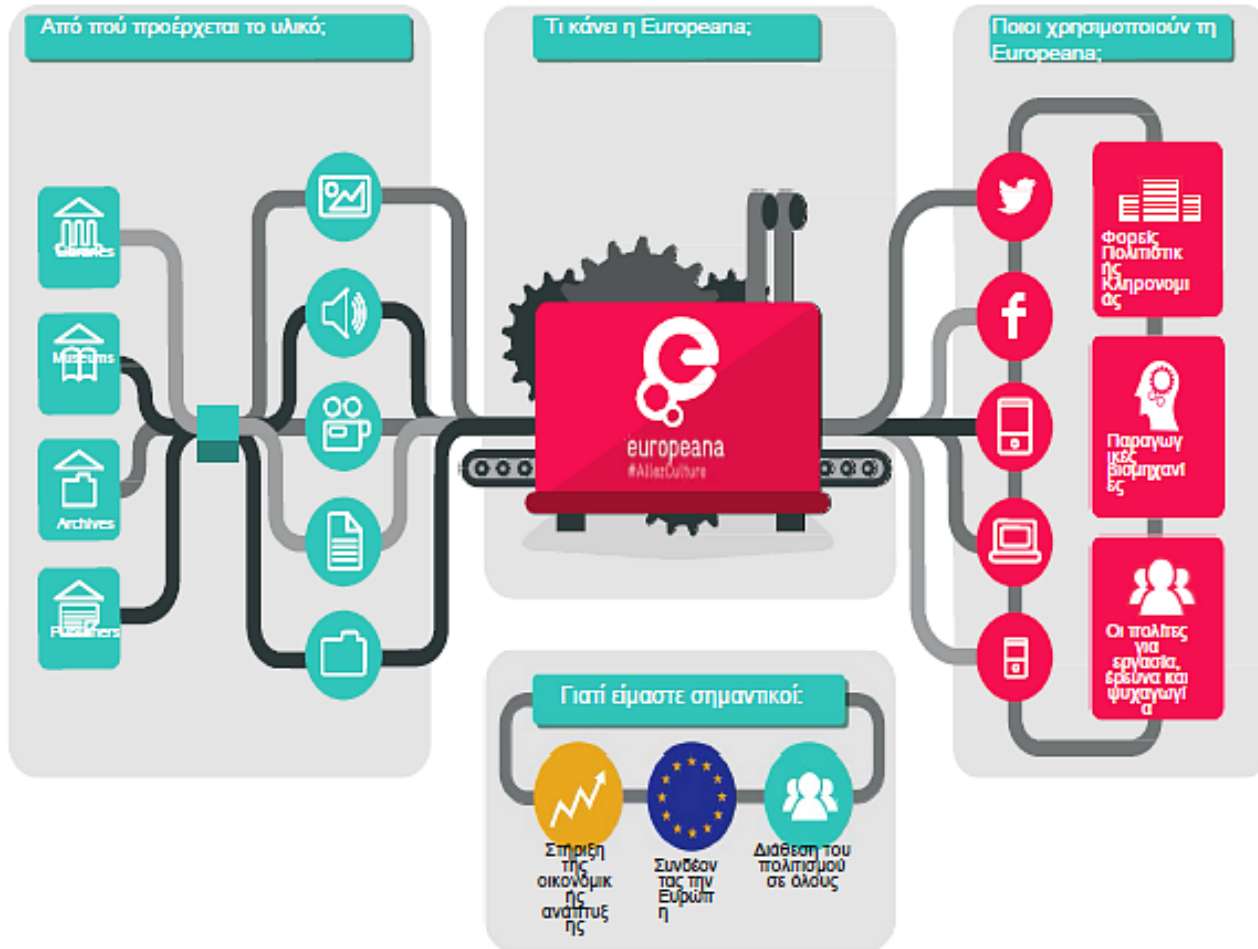 Από πού προέρχεται το υλικό;
Τι κάνει η Europeana;
Ποιοι χρησιμοποιούν τη
Europeana;
Museums
Archives
Publishers
europeana
#AllezCulture
Φορείς
Πολιτιστικ
ής
Κληρονομι
άς
Παραγωγ
ικές
βιομηχανί
ες
Οι πολίτες
για
εργασία,
έρευνα και
ψυχαγωγί
α
Γιατί είμαστε σημαντικοί:
Στήριξη
της
οικονομικ
ής
ανάπτυξ
ης
Συνδέον
τας την
Ευρώπ
η
Διάθεση του
πολιτισμού
σε όλους